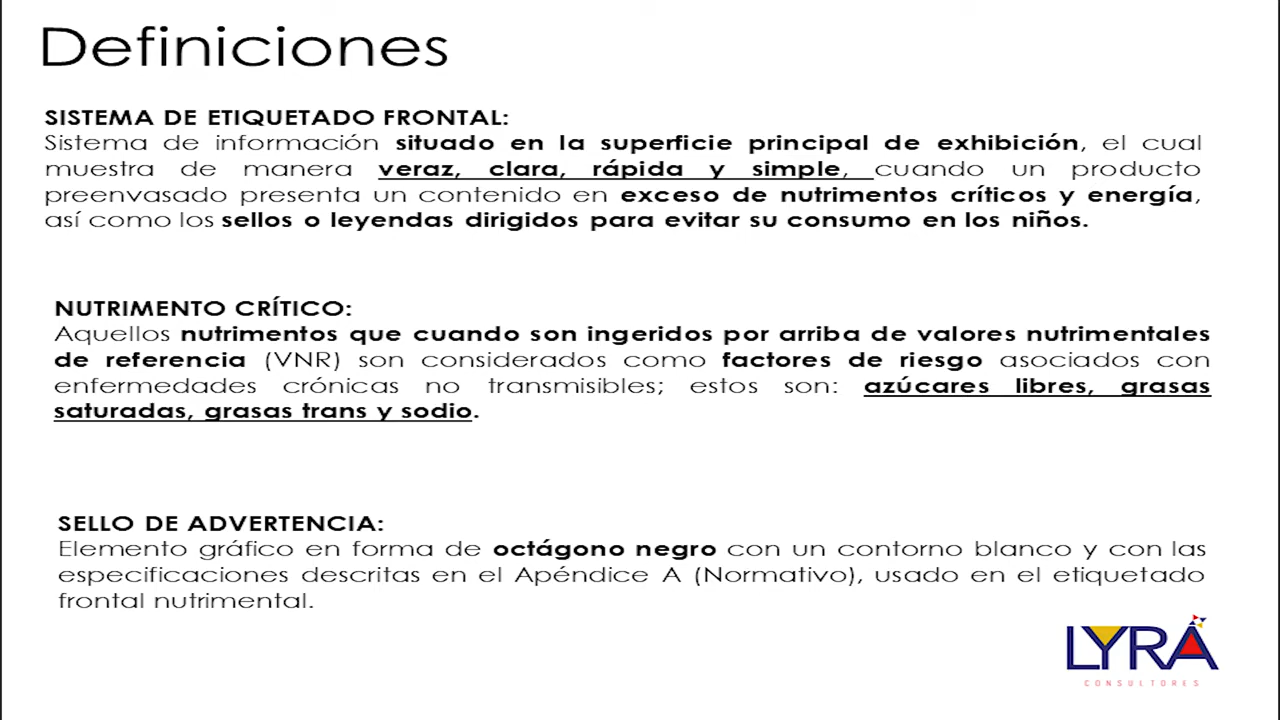 Definiciones
SISTEMA DE ETIQUETADO FRONTAL:
Sistema de información situado en la superficie principal de exhibición, el cual
muestra de manera veraz, clara, rápida y simple, cuando un producto
preenvasado presenta un contenido en exceso de nutrimentos críticos y energía,
así como los sellos o leyendas dirigidos para evitar su consumo en los niños.
NUTRIMENTO CRÍTICO:
Aquellos nutrimentos que cuando son ingeridos por arriba de valores nutrimentales
de referencia (VNR) son considerados como factores de riesgo asociados con
enfermedades crónicas no transmisibles; estos son: azúcares libres, grasas
saturadas, grasas trans y sodio.
SELLO DE ADVERTENCIA:
Elemento gráfico en forma de octágono negro con un contorno blanco y con las
especificaciones descritas en el Apéndice A (Normativo), usado en el etiquetado
frontal nutrimental.
LYRA
CONSULTORES